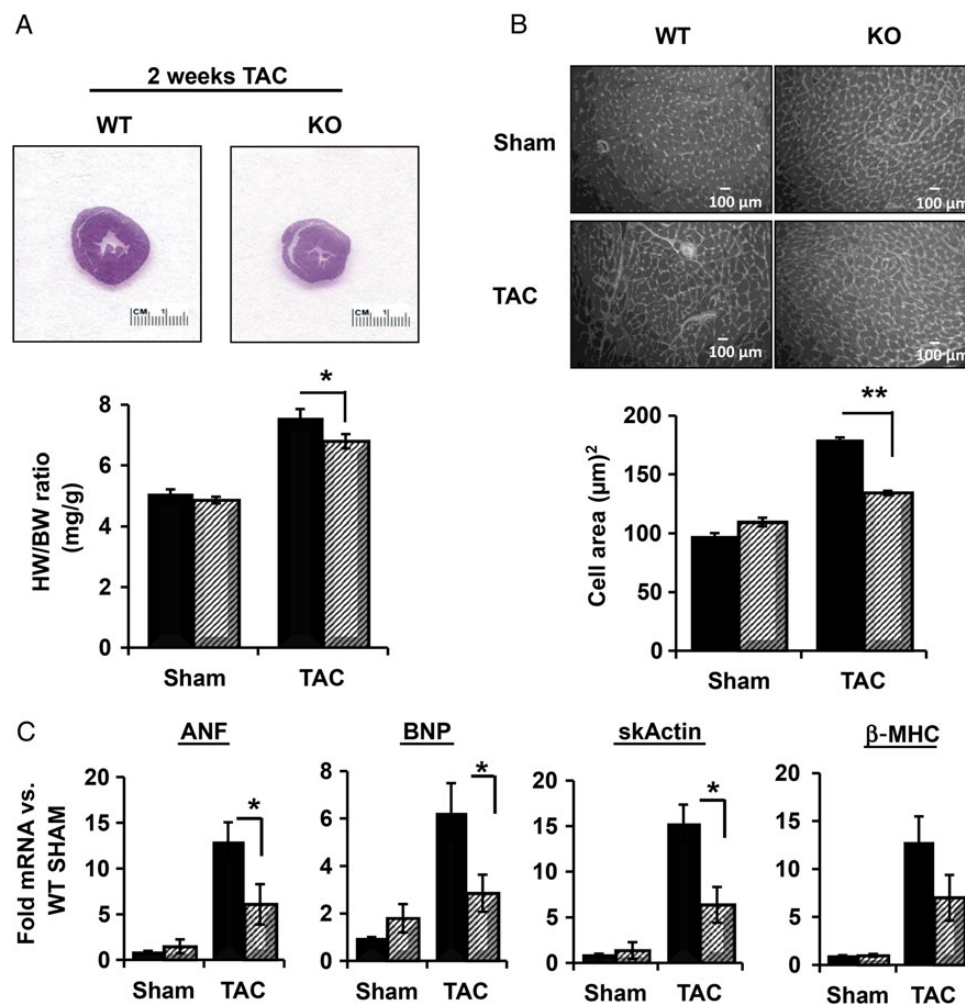 A
2 weeks TAC
WT KO
CM 1
CM 1
HW/BW ratio
(mg/g)
8
6
4
2
0
*
Sham TAC
B
WT KO
Sham
100 µm
100 µm
TAC
100 µm
100 µm
Cell area (µm)²
200
150
100
50
0
**
Sham TAC
C
Fold mRNA vs.
WT SHAM
ANF
20
15
10
5
0
*
Sham TAC
BNP
8
6
4
2
0
*
Sham TAC
skActin
20
15
10
5
0
*
Sham TAC
β-MHC
20
15
10
5
0
Sham TAC